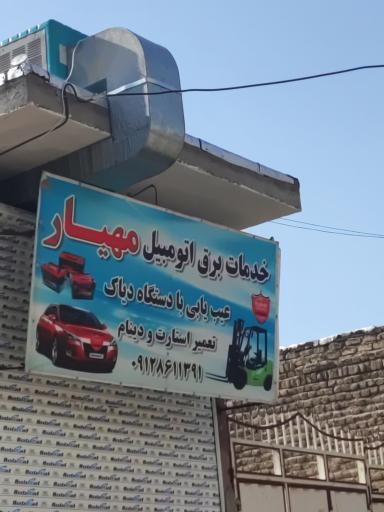 خدمات برق اتومبیل مهیار
عیب یابی با دستگاه دیاگ
تعمیر استارت و دینام
۰۹۱۲۸۶۱۱۳۹۱